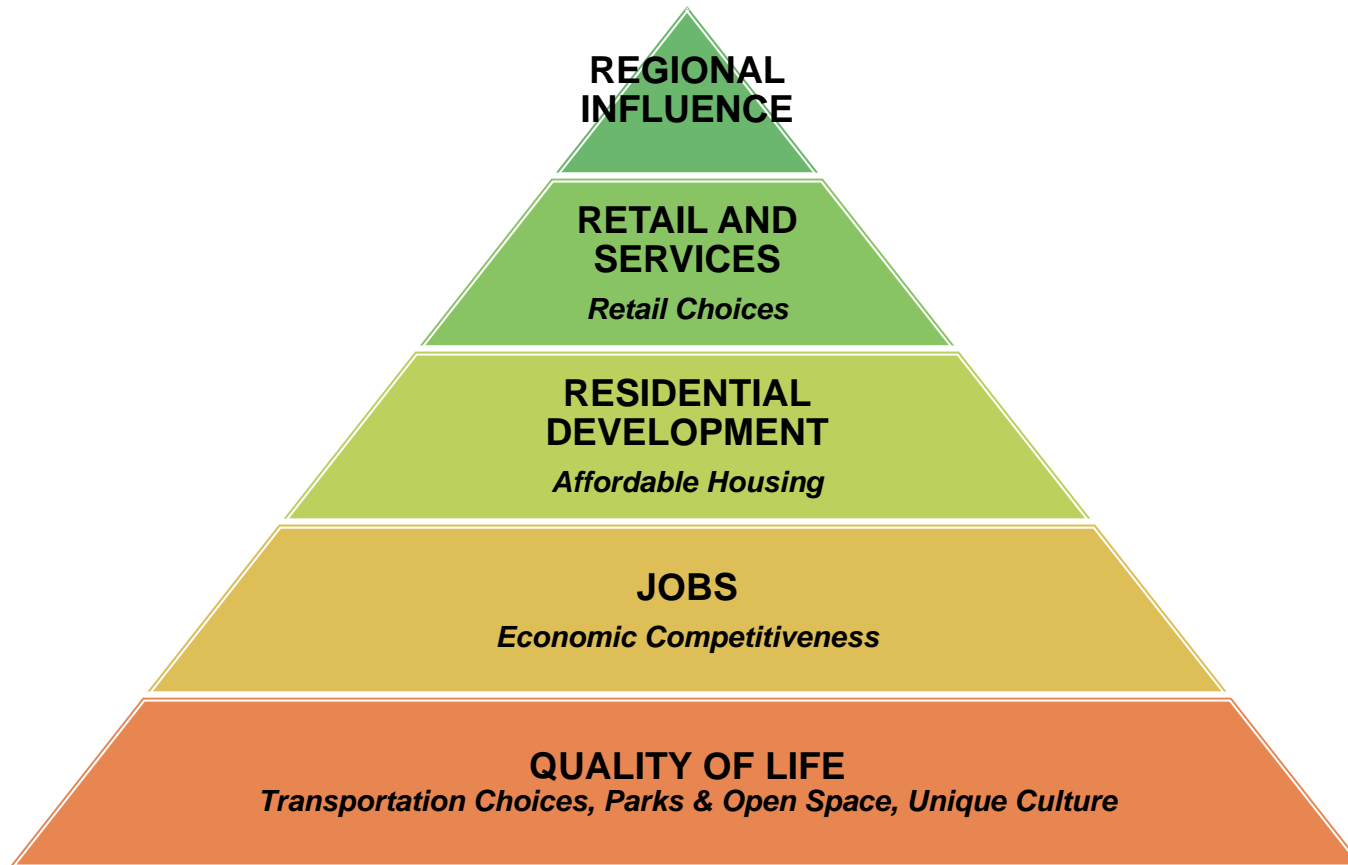 REGIONAL
INFLUENCE
RETAIL AND
SERVICES
Retail Choices
RESIDENTIAL
DEVELOPMENT
Affordable Housing
JOBS
Economic Competitiveness
QUALITY OF LIFE
Transportation Choices, Parks & Open Space, Unique Culture